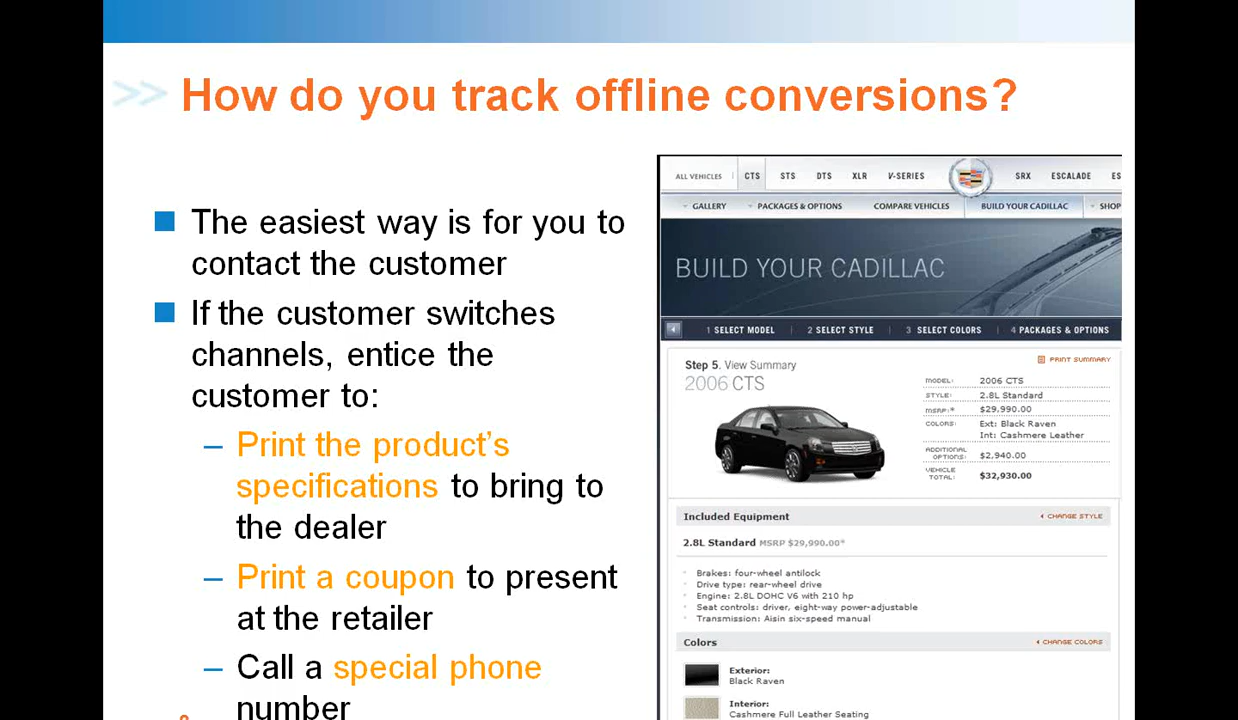 >> How do you track offline conversions?
The easiest way is for you to
contact the customer
If the customer switches
channels, entice the
customer to:
– Print the product's
specifications to bring to
the dealer
– Print a coupon to present
at the retailer
– Call a special phone
number
ALL VEHICLES CTS STS DTS XLR V-SERIES SRX ESCALADE ES
GALLERY PACKAGES & OPTIONS COMPARE VEHICLES BUILD YOUR CADILLAC SHOP
BUILD YOUR CADILLAC
1 SELECT MODEL 2 SELECT STYLE 3 SELECT COLORS 4 PACKAGES & OPTIONS
Step 5. View Summary
PRINT SUMMARY
2006 CTS
MODEL: 2006 CTS
STYLE: 2.8L Standard
MSRP:* $29,990.00
COLORS: Ext: Black Raven
Int: Cashmere Leather
ADDITIONAL
OPTIONS: $2,940.00
VEHICLE
TOTAL: $32,930.00
Included Equipment CHANGE STYLE
2.8L Standard MSRP $29,990.00*
Brakes: four-wheel antilock
Drive type: rear-wheel drive
Engine: 2.8L DOHC V6 with 210 hp
Seat controls: driver, eight-way power-adjustable
Transmission: Aisin six-speed manual
Colors CHANGE COLORS
Exterior:
Black Raven
Interior:
Cashmere Full Leather Seating